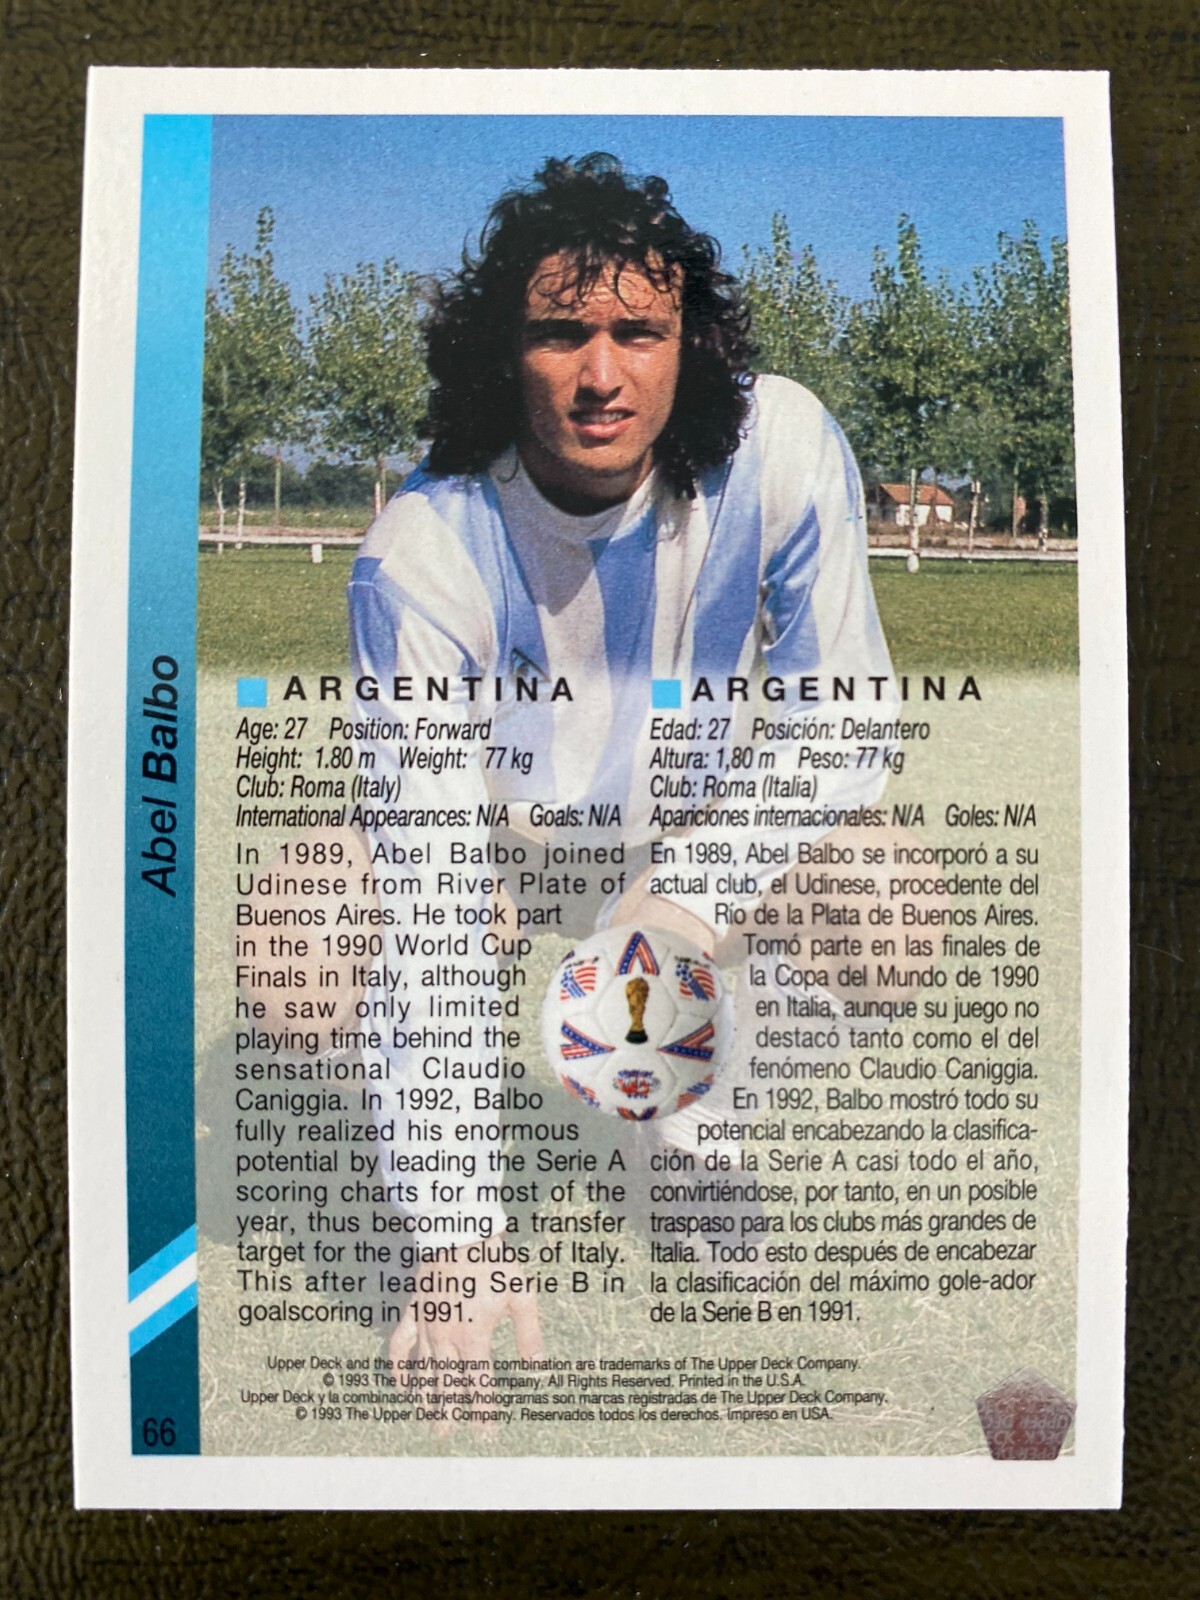 Abel Balbo
ARGENTINA
Age: 27 Position: Forward
Height: 1.80 m Weight: 77 kg
Club: Roma (Italy)
International Appearances: N/A Goals: N/A
In 1989, Abel Balbo joined
Udinese from River Plate of
Buenos Aires. He took part
in the 1990 World Cup
Finals in Italy, although
he saw only limited
playing time behind the
sensational Claudio
Caniggia. In 1992, Balbo
fully realized his enormous
potential by leading the Serie A
scoring charts for most of the
year, thus becoming a transfer
target for the giant clubs of Italy.
This after leading Serie B in
goalscoring in 1991.
ARGENTINA
Edad: 27 Posición: Delantero
Altura: 1,80 m Peso: 77 kg
Club: Roma (Italia)
Apariciones internacionales: N/A Goles: N/A
En 1989, Abel Balbo se incorporó a su
actual club, el Udinese, procedente del
Río de la Plata de Buenos Aires.
Tomó parte en las finales de
la Copa del Mundo de 1990
en Italia, aunque su juego no
destacó tanto como el del
fenómeno Claudio Caniggia.
En 1992, Balbo mostró todo su
potencial encabezando la clasifica-
ción de la Serie A casi todo el año,
convirtiéndose, por tanto, en un posible
traspaso para los clubs más grandes de
Italia. Todo esto después de encabezar
la clasificación del máximo gole-ador
de la Serie B en 1991.
Upper Deck and the card/hologram combination are trademarks of The Upper Deck Company.
© 1993 The Upper Deck Company. All Rights Reserved. Printed in the U.S.A.
Upper Deck y la combinación tarjetas/hologramas son marcas registradas de The Upper Deck Company.
© 1993 The Upper Deck Company. Reservados todos los derechos. Impreso en USA.
66